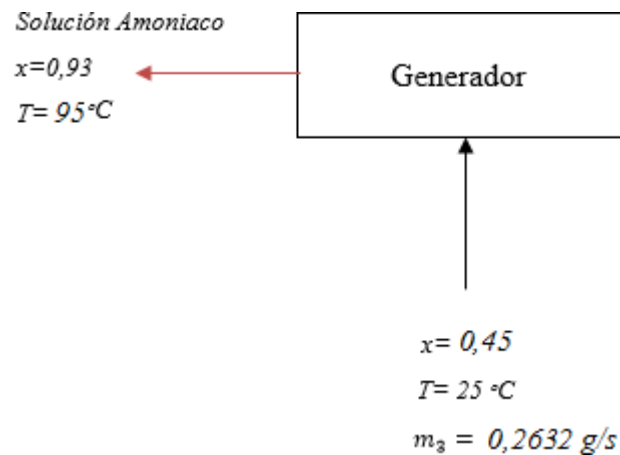 Solución Amoniaco
x=0,93
T= 95°C
Generador
x= 0,45
T= 25 °C
m₃ = 0,2632 g/s